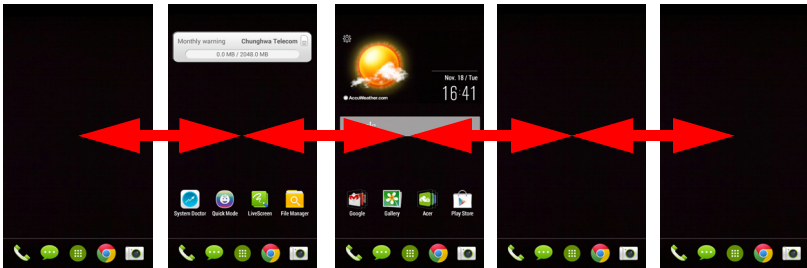 Monthly warning Chunghwa Telecom
0.0 MB / 2048.0 MB
System Doctor Quick Mode LiveScreen File Manager
Nov. 18 / Tue
16:41
AccuWeather.com
Google Gallery Acer Play Store